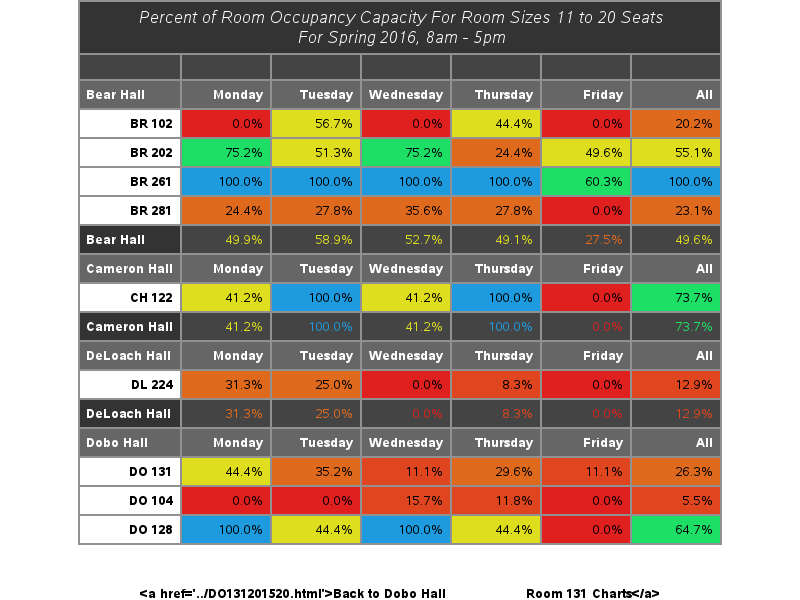 Percent of Room Occupancy Capacity For Room Sizes 11 to 20 Seats
For Spring 2016, 8am - 5pm
Bear Hall Monday Tuesday Wednesday Thursday Friday All
BR 102 0.0% 56.7% 0.0% 44.4% 0.0% 20.2%
BR 202 75.2% 51.3% 75.2% 24.4% 49.6% 55.1%
BR 261 100.0% 100.0% 100.0% 100.0% 60.3% 100.0%
BR 281 24.4% 27.8% 35.6% 27.8% 0.0% 23.1%
Bear Hall 49.9% 58.9% 52.7% 49.1% 27.5% 49.6%
Cameron Hall Monday Tuesday Wednesday Thursday Friday All
CH 122 41.2% 100.0% 41.2% 100.0% 0.0% 73.7%
Cameron Hall 41.2% 100.0% 41.2% 100.0% 0.0% 73.7%
DeLoach Hall Monday Tuesday Wednesday Thursday Friday All
DL 224 31.3% 25.0% 0.0% 8.3% 0.0% 12.9%
DeLoach Hall 31.3% 25.0% 0.0% 8.3% 0.0% 12.9%
Dobo Hall Monday Tuesday Wednesday Thursday Friday All
DO 131 44.4% 35.2% 11.1% 29.6% 11.1% 26.3%
DO 104 0.0% 0.0% 15.7% 11.8% 0.0% 5.5%
DO 128 100.0% 44.4% 100.0% 44.4% 0.0% 64.7%
<a href='../DO131201520.html'>Back to Dobo Hall Room 131 Charts</a>